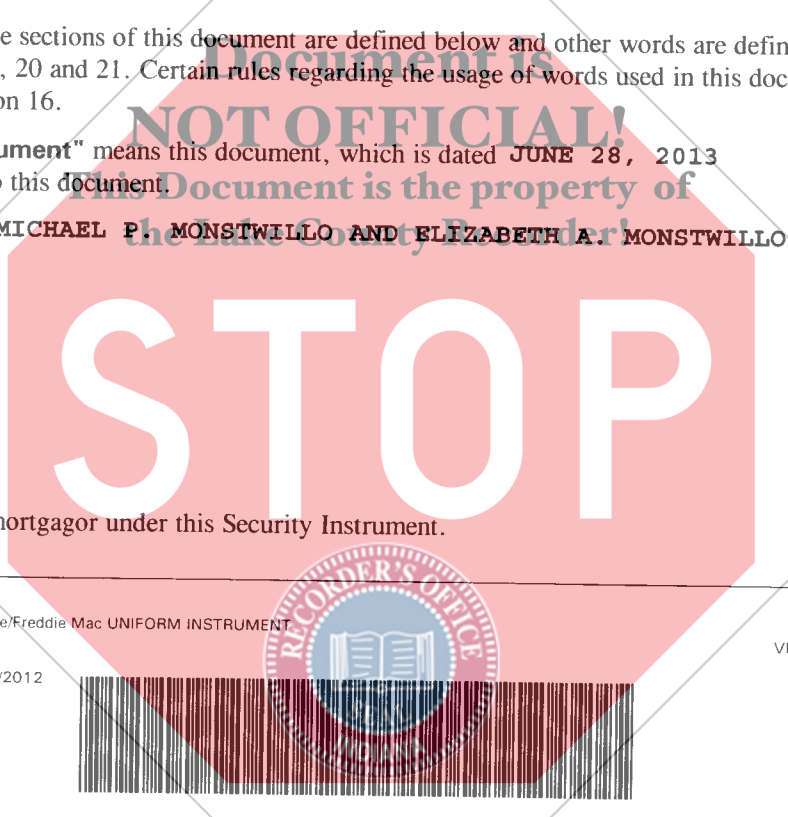 e sections of this document are defined below and other words are defin
Document is
, 20 and 21. Certain rules regarding the usage of words used in this doc
on 16.
NOT OFFICIAL!
ument" means this document, which is dated JUNE 28, 2013
o this document.
This Document is the property of
MICHAEL P. MONSTWILLO AND ELIZABETH A. MONSTWILLO
the Lake County Recorder!
STOP
mortgagor under this Security Instrument.
e/Freddie Mac UNIFORM INSTRUMENT
RECORDER'S OFFICE
/2012
SEAL
INDIANA